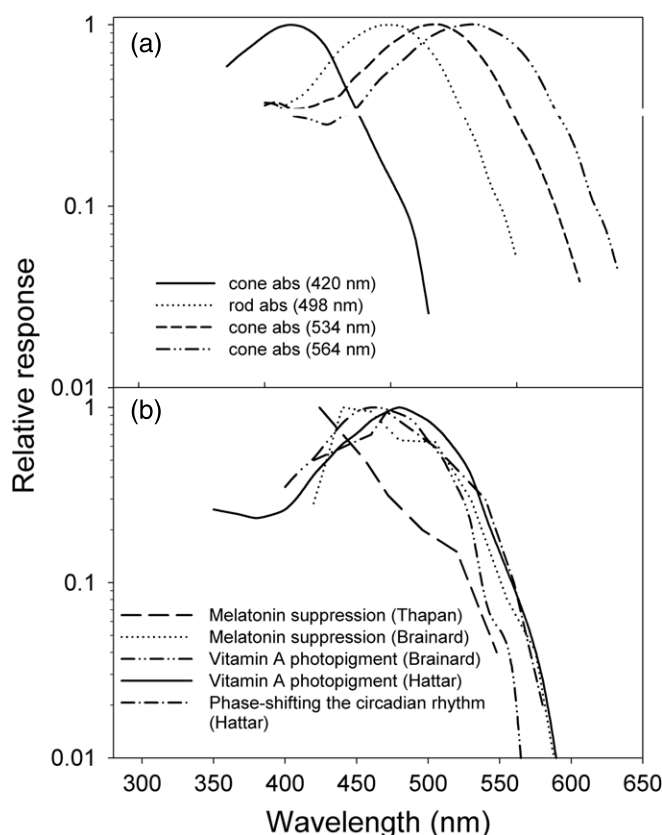 (a)
1
0.1
0.01
cone abs (420 nm)
rod abs (498 nm)
cone abs (534 nm)
cone abs (564 nm)
Relative response
(b)
1
0.1
0.01
Melatonin suppression (Thapan)
Melatonin suppression (Brainard)
Vitamin A photopigment (Brainard)
Vitamin A photopigment (Hattar)
Phase-shifting the circadian rhythm
(Hattar)
300 400 450 500 550 600 650
Wavelength (nm)